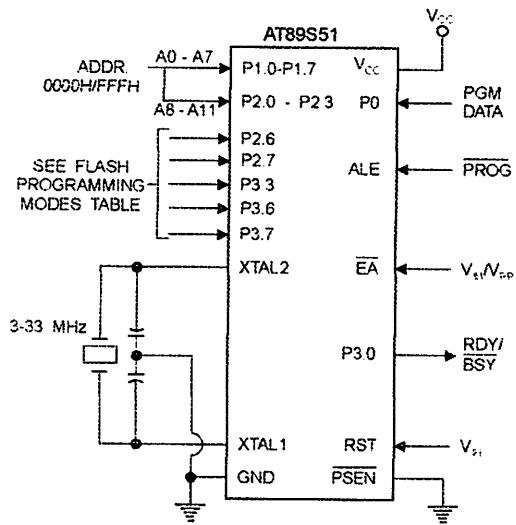 AT89S51
VCC
ADDR.
0000H/FFFH
A0 - A7
A8 - A11
P1.0-P1.7
VCC
P2.0 - P2 3
P0
PGM
DATA
P2.6
P2.7
P3 3
P3.6
P3.7
SEE FLASH
PROGRAMMING
MODES TABLE
ALE
PROG
XTAL2
EA
3-33 MHz
P3.0
RDY/
BSY
XTAL1
RST
GND
PSEN